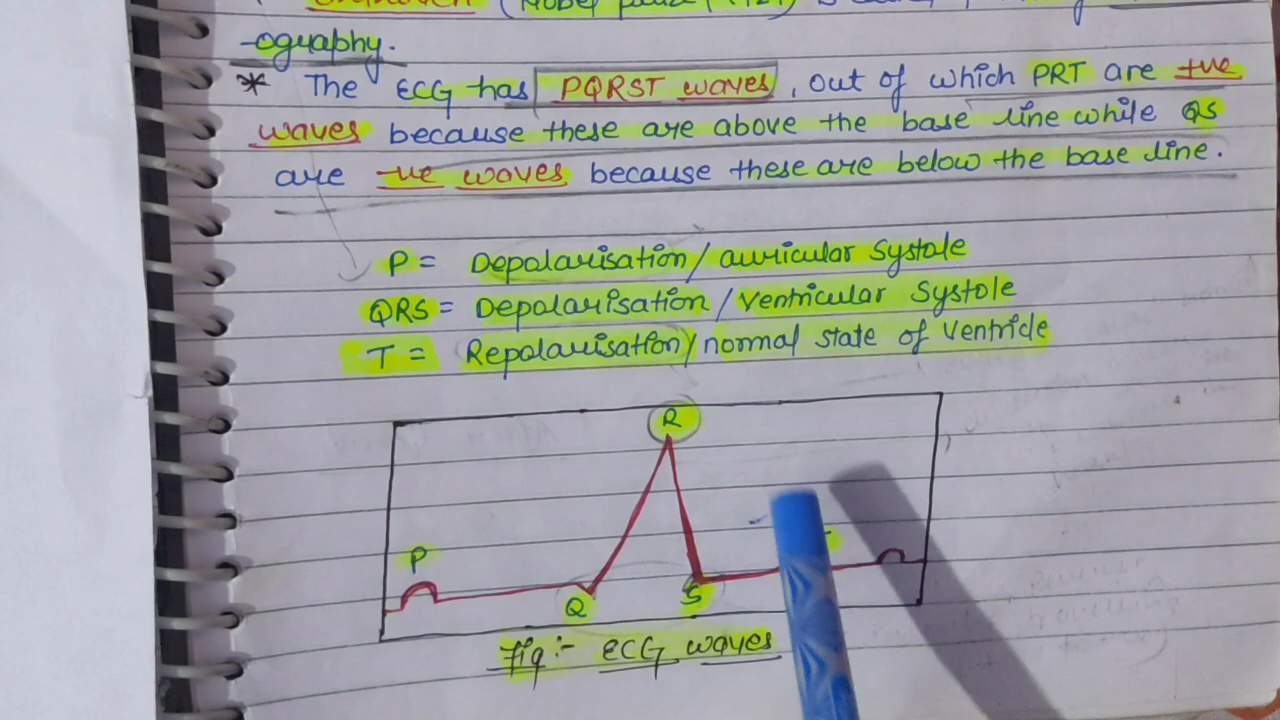 -ography.
* The ECG has PQRST waves, out of which PRT are +ve
waves because these are above the base line while QS
are -ve waves because these are below the base line.
P = Depolarisation/auricular Systole
QRS = Depolarisation/Ventricular Systole
T = Repolarisation/normal state of Ventricle
R
P
Q
S
Fig:- ECG waves